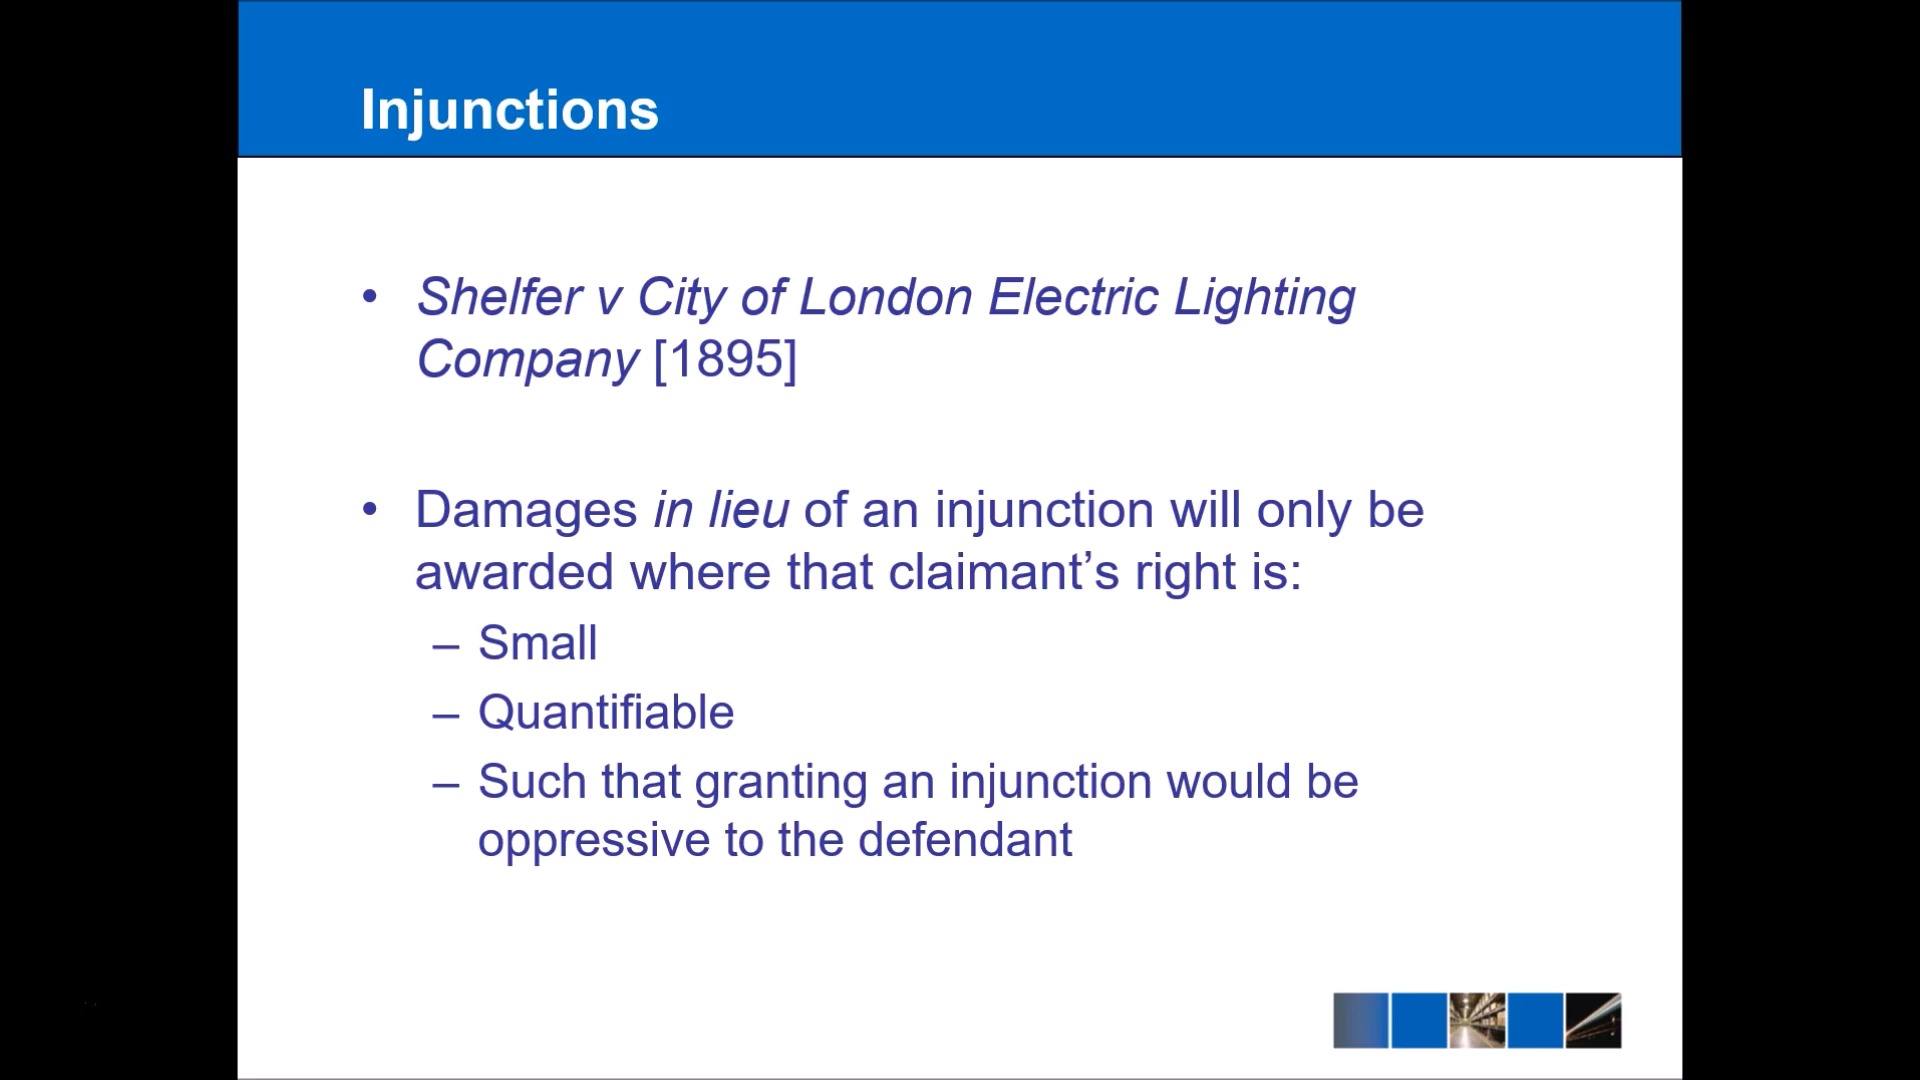 Injunctions
• Shelfer v City of London Electric Lighting
Company [1895]
• Damages in lieu of an injunction will only be
awarded where that claimant’s right is:
– Small
– Quantifiable
– Such that granting an injunction would be
oppressive to the defendant